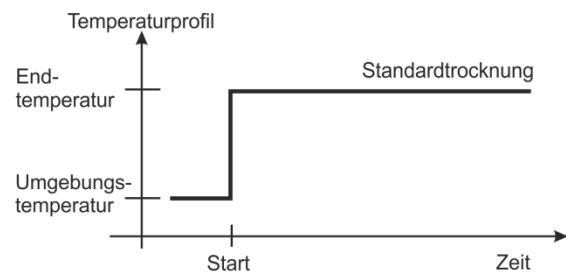 Temperaturprofil
End-
temperatur
Standardtrocknung
Umgebungs-
temperatur
Start
Zeit